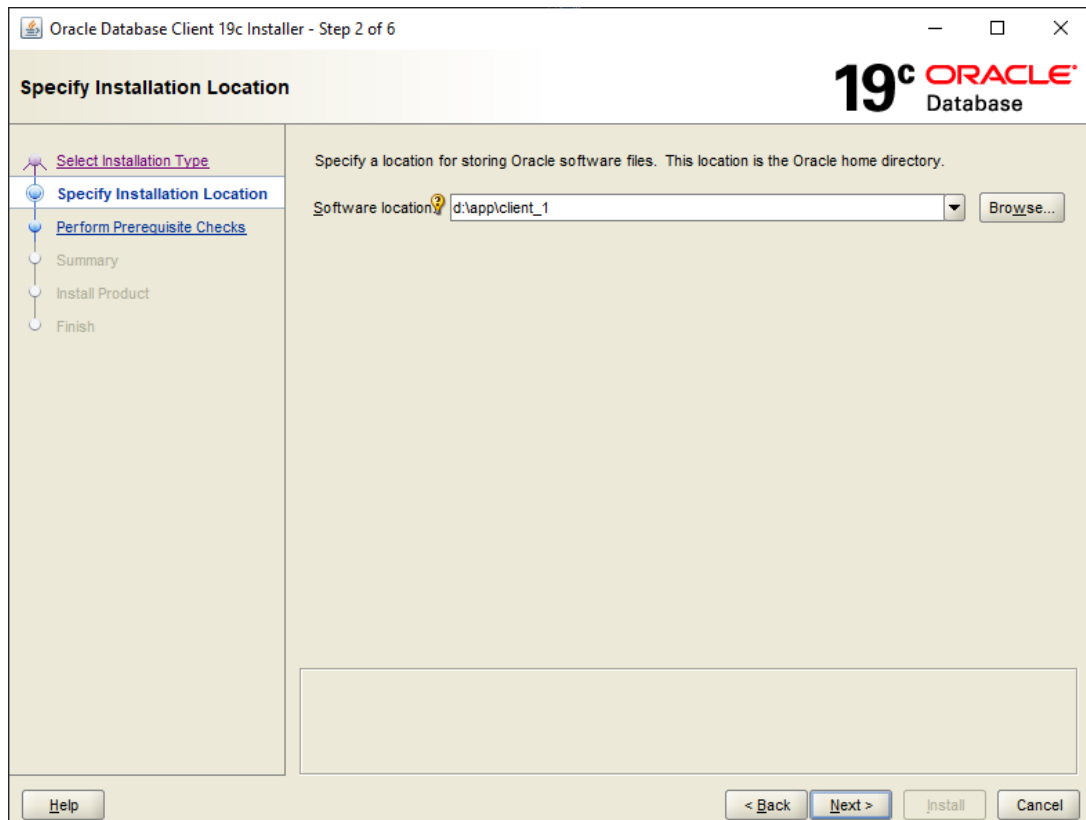 Oracle Database Client 19c Installer - Step 2 of 6
Specify Installation Location
19c ORACLE
Database
Select Installation Type
Specify Installation Location
Perform Prerequisite Checks
Summary
Install Product
Finish
Specify a location for storing Oracle software files. This location is the Oracle home directory.
Software location: d:\app\client_1 Browse...
Help < Back Next > Install Cancel